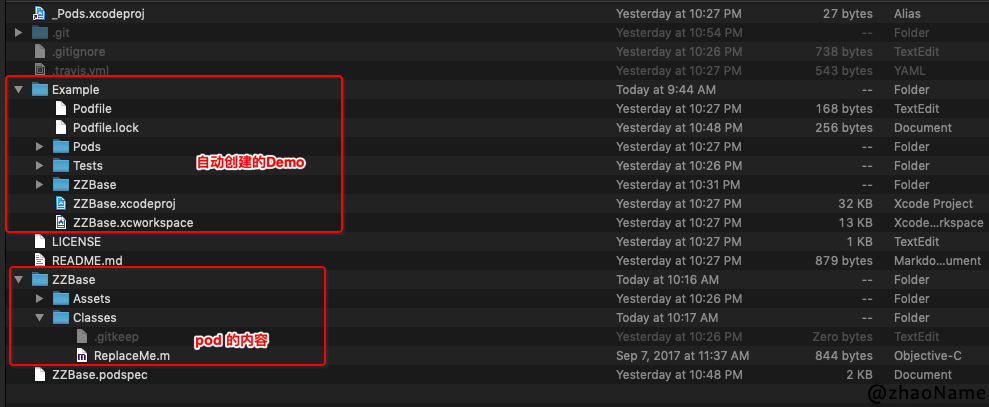 _Pods.xcodeproj Yesterday at 10:27 PM 27 bytes Alias
.git Yesterday at 10:54 PM -- Folder
.gitignore Yesterday at 10:26 PM 738 bytes TextEdit
.travis.yml Yesterday at 10:27 PM 543 bytes YAML
Example Today at 9:44 AM -- Folder
Podfile Yesterday at 10:27 PM 168 bytes TextEdit
Podfile.lock Yesterday at 10:48 PM 256 bytes Document
Pods Yesterday at 10:27 PM -- Folder
自动创建的Demo
Tests Yesterday at 10:26 PM -- Folder
ZZBase Yesterday at 10:31 PM -- Folder
ZZBase.xcodeproj Yesterday at 10:27 PM 32 KB Xcode Project
ZZBase.xcworkspace Yesterday at 10:27 PM 13 KB Xcode...rkspace
LICENSE Yesterday at 10:27 PM 1 KB TextEdit
README.md Yesterday at 10:27 PM 879 bytes Markdo...ument
ZZBase Today at 10:16 AM -- Folder
Assets Yesterday at 10:26 PM -- Folder
Classes Today at 10:17 AM -- Folder
.gitkeep Yesterday at 10:26 PM Zero bytes TextEdit
pod 的内容
ReplaceMe.m Sep 7, 2017 at 11:37 AM 844 bytes Objective-C
ZZBase.podspec Yesterday at 10:48 PM 2 KB Document
@zhaoName